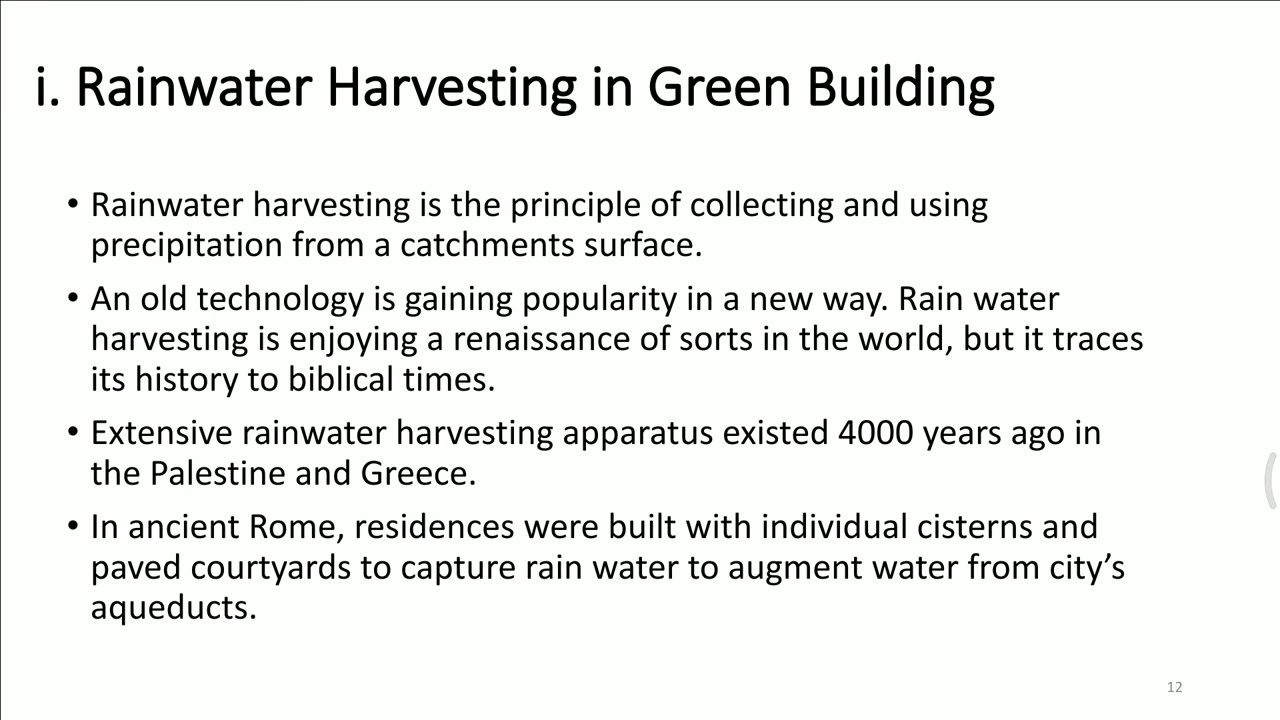 i. Rainwater Harvesting in Green Building
• Rainwater harvesting is the principle of collecting and using
precipitation from a catchments surface.
• An old technology is gaining popularity in a new way. Rain water
harvesting is enjoying a renaissance of sorts in the world, but it traces
its history to biblical times.
• Extensive rainwater harvesting apparatus existed 4000 years ago in
the Palestine and Greece.
• In ancient Rome, residences were built with individual cisterns and
paved courtyards to capture rain water to augment water from city’s
aqueducts.
12